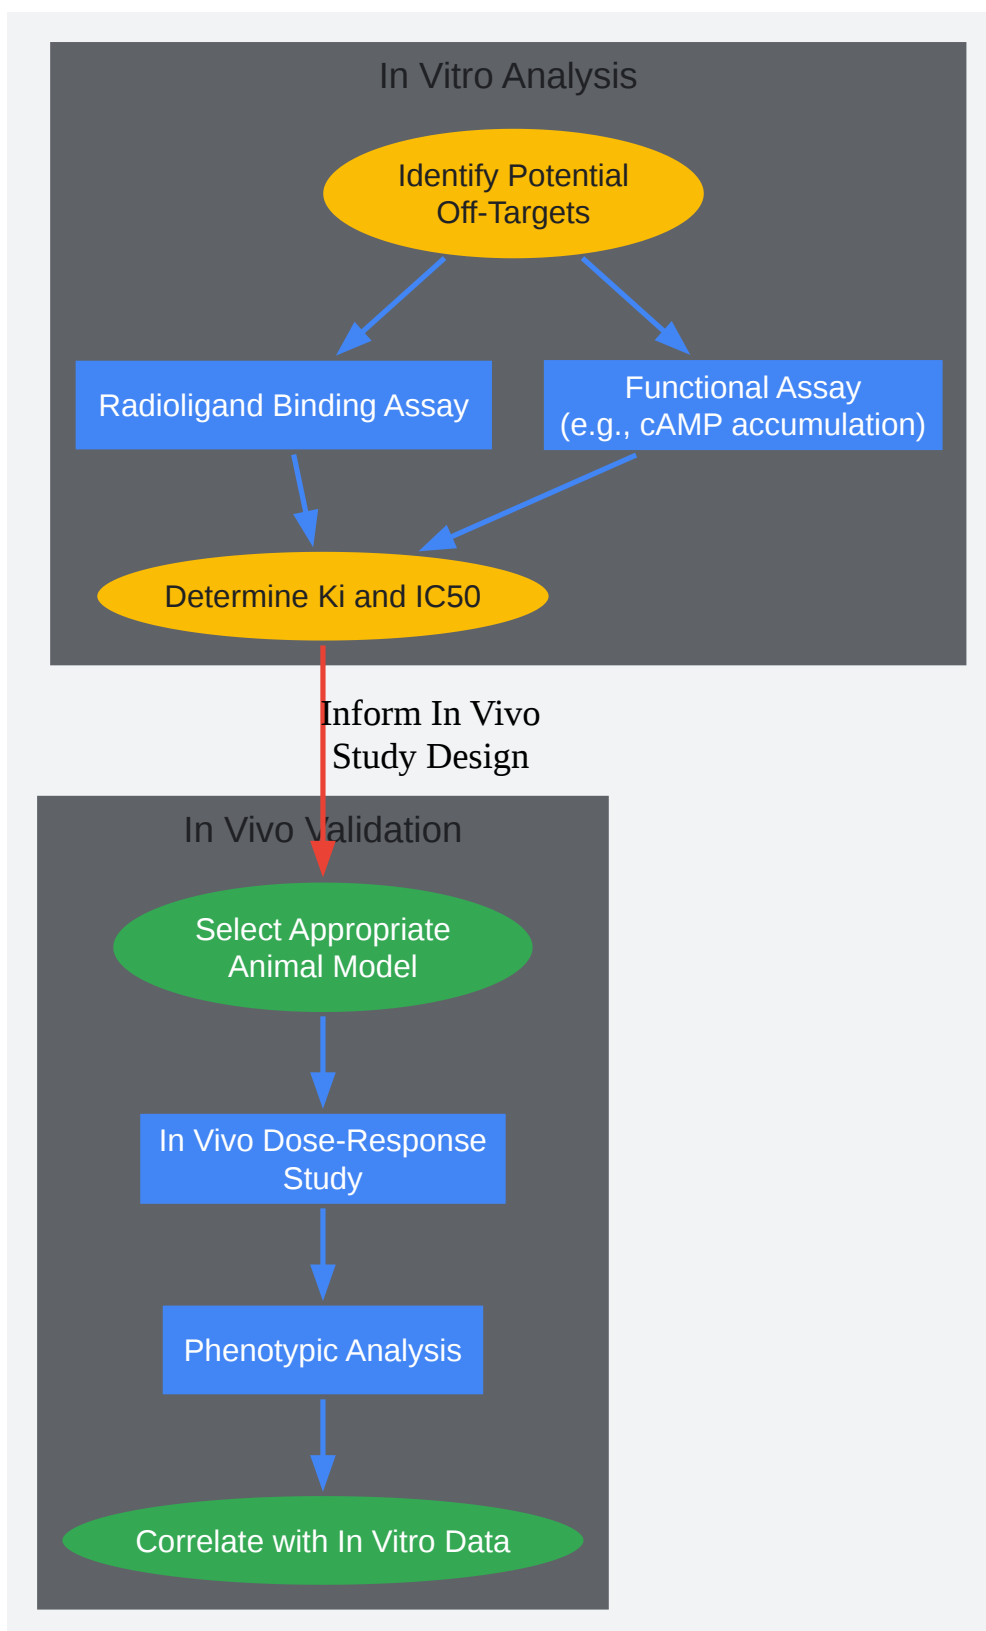 In Vitro Analysis
Identify Potential
Off-Targets
Radioligand Binding Assay
Functional Assay
(e.g., cAMP accumulation)
Determine Ki and IC50
Inform In Vivo
Study Design
In Vivo Validation
Select Appropriate
Animal Model
In Vivo Dose-Response
Study
Phenotypic Analysis
Correlate with In Vitro Data